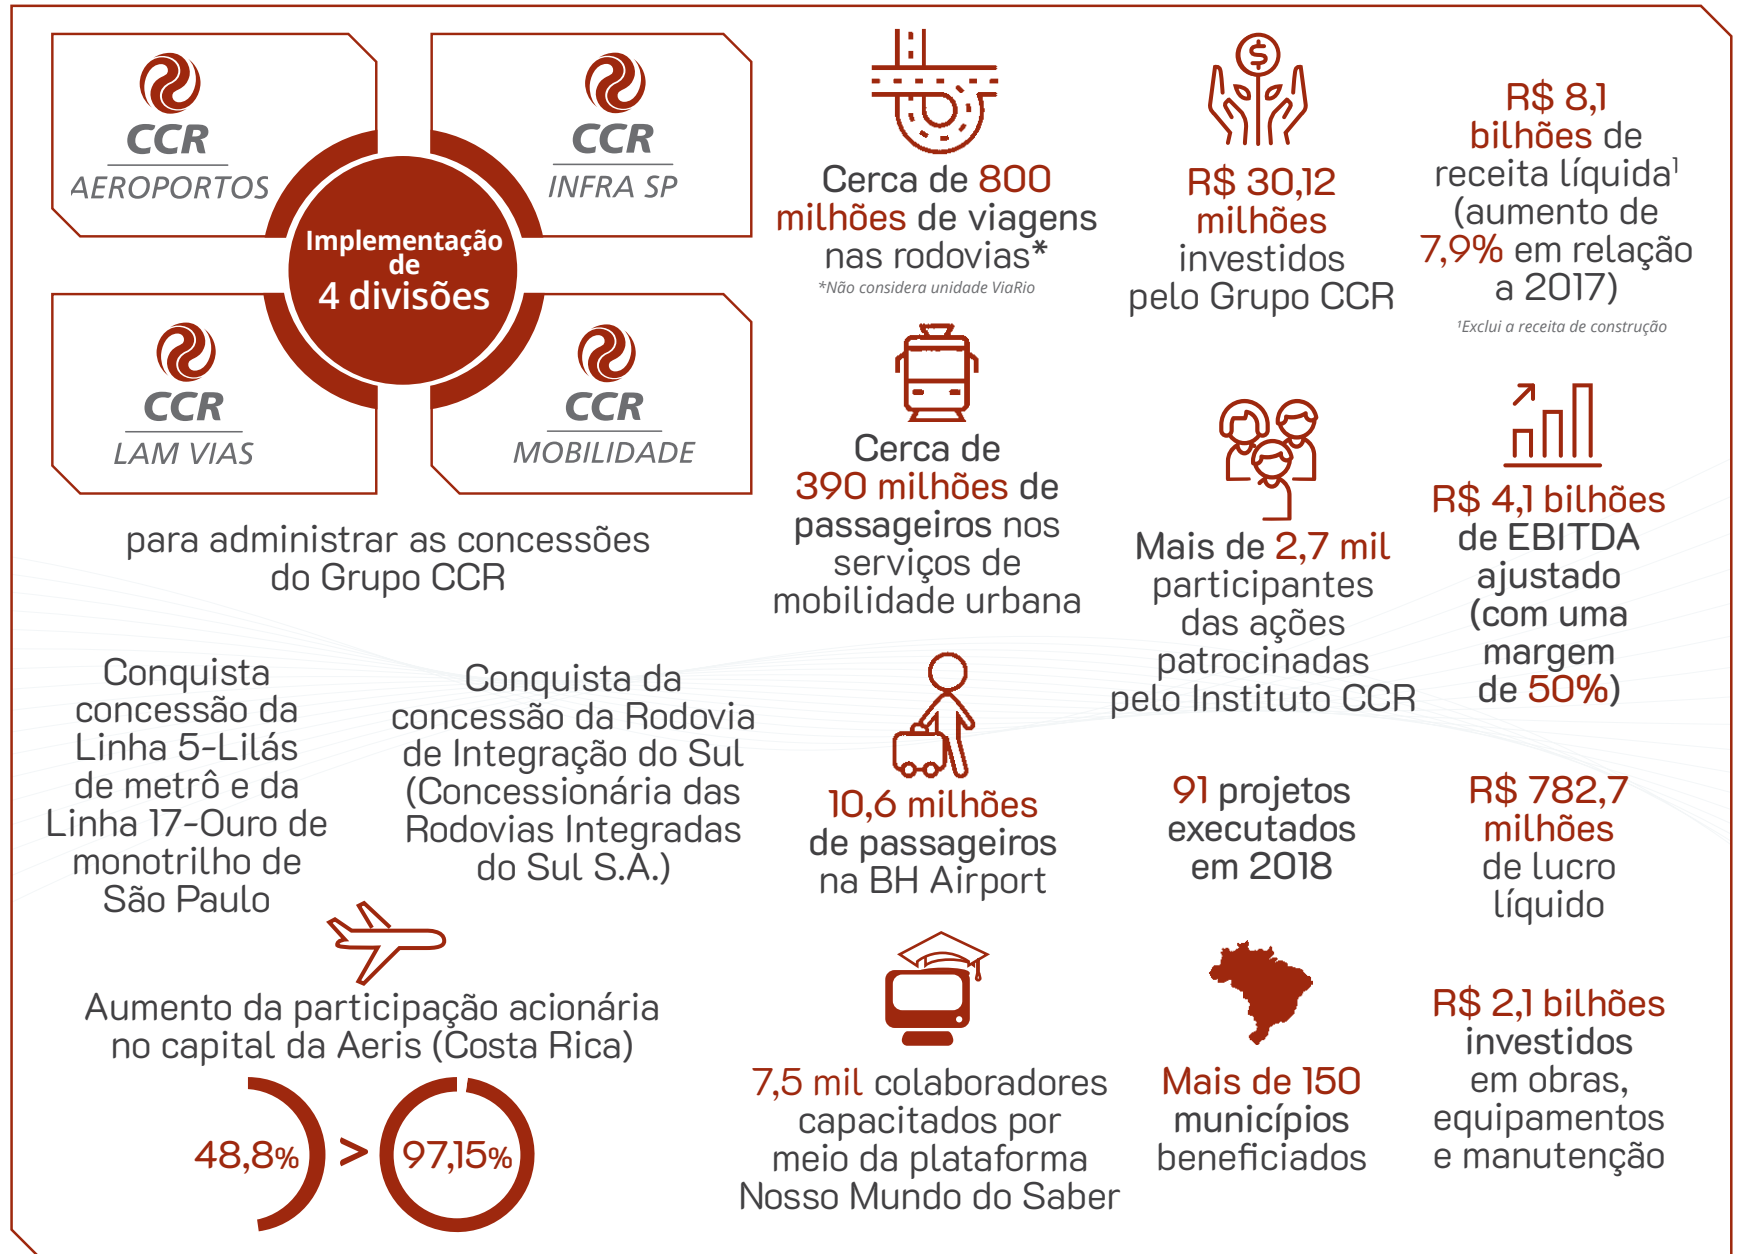 CCR
AEROPORTOS
CCR
INFRA SP
Implementação
de
4 divisões
CCR
LAM VIAS
CCR
MOBILIDADE
para administrar as concessões
do Grupo CCR
Conquista
concessão da
Linha 5-Lilás
de metrô e da
Linha 17-Ouro de
monotrilho de
São Paulo
Conquista da
concessão da Rodovia
de Integração do Sul
(Concessionária das
Rodovias Integradas
do Sul S.A.)
Aumento da participação acionária
no capital da Aeris (Costa Rica)
48,8% > 97,15%
Cerca de 800
milhões de viagens
nas rodovias*
*Não considera unidade ViaRio
Cerca de
390 milhões de
passageiros nos
serviços de
mobilidade urbana
10,6 milhões
de passageiros
na BH Airport
7,5 mil colaboradores
capacitados por
meio da plataforma
Nosso Mundo do Saber
$
R$ 30,12
milhões
investidos
pelo Grupo CCR
Mais de 2,7 mil
participantes
das ações
patrocinadas
pelo Instituto CCR
91 projetos
executados
em 2018
Mais de 150
municípios
beneficiados
R$ 8,1
bilhões de
receita líquida¹
(aumento de
7,9% em relação
a 2017)
¹Exclui a receita de construção
R$ 4,1 bilhões
de EBITDA
ajustado
(com uma
margem
de 50%)
R$ 782,7
milhões
de lucro
líquido
R$ 2,1 bilhões
investidos
em obras,
equipamentos
e manutenção